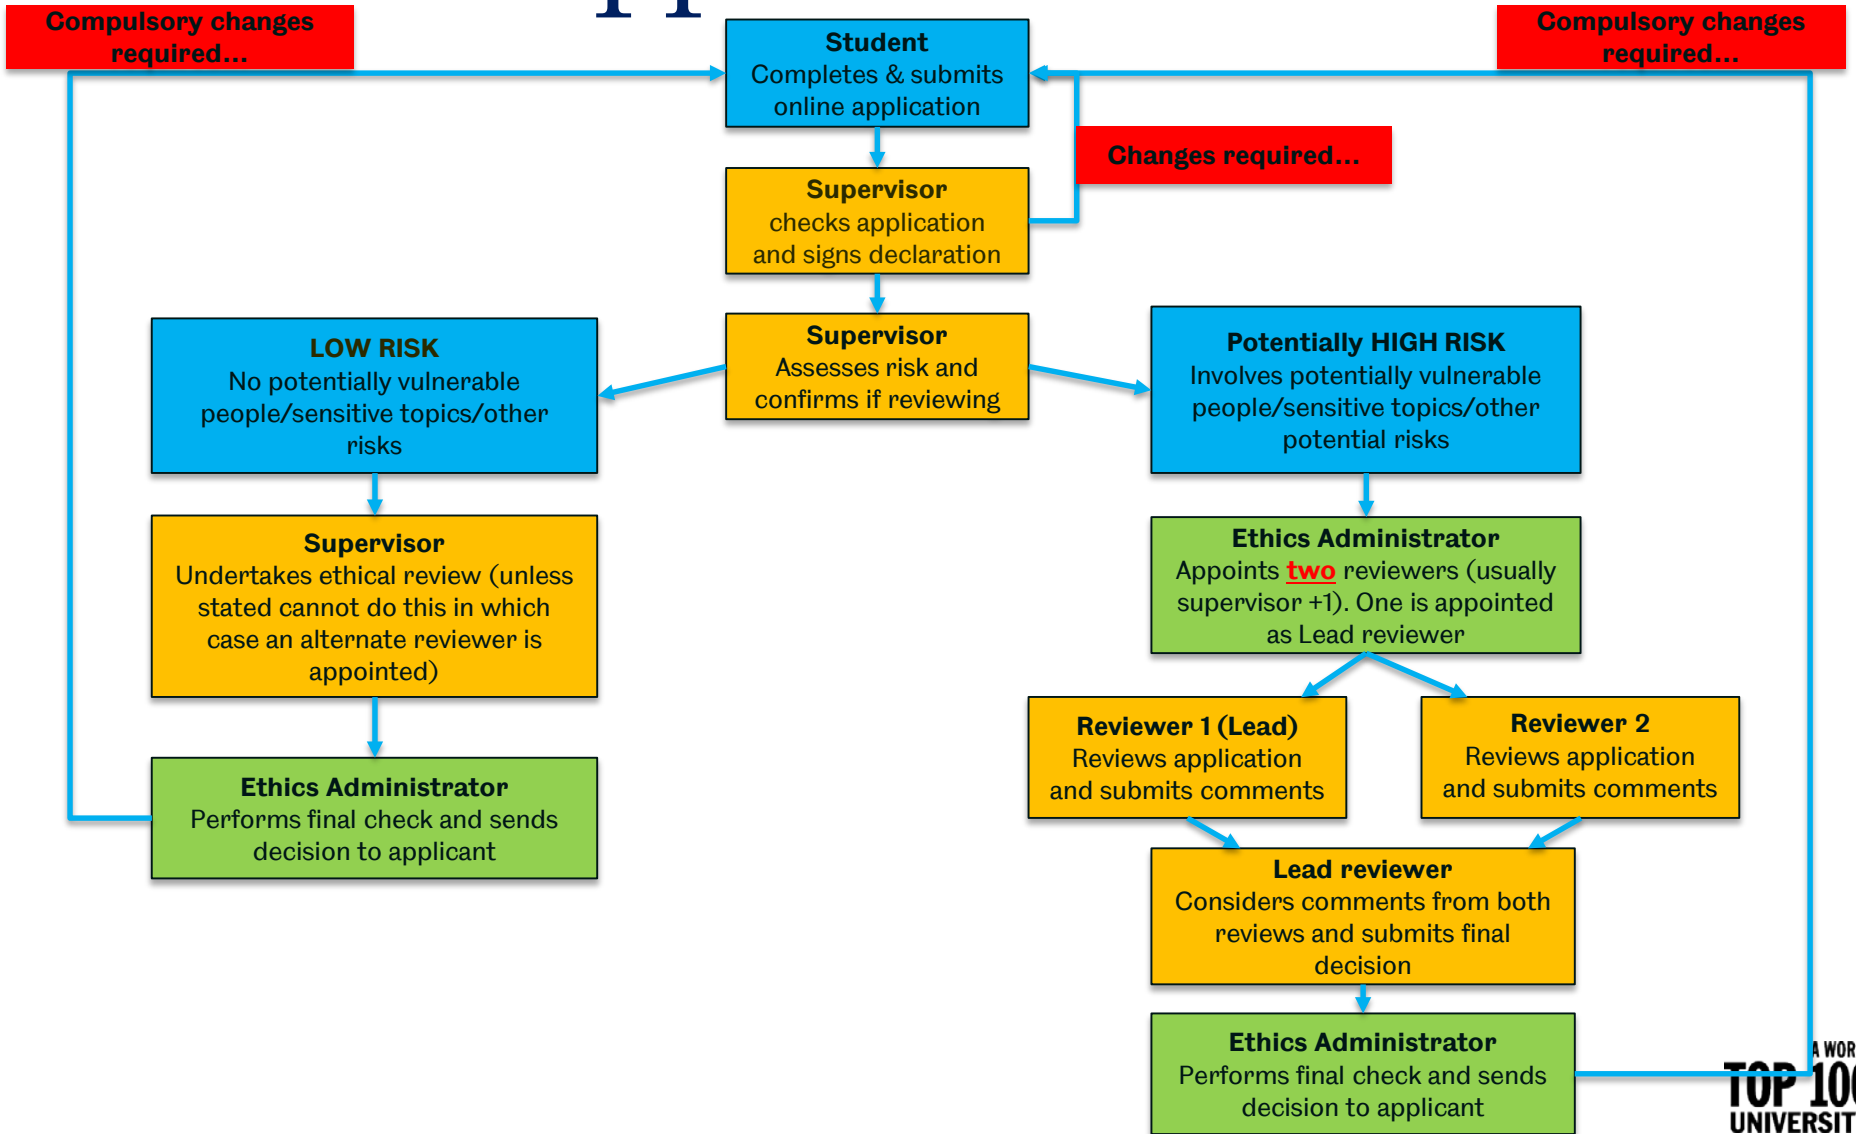 Compulsory changes
required...
Compulsory changes
required...
Student
Completes & submits
online application
Changes required...
Supervisor
checks application
and signs declaration
Supervisor
Assesses risk and
confirms if reviewing
LOW RISK
No potentially vulnerable
people/sensitive topics/other
risks
Potentially HIGH RISK
Involves potentially vulnerable
people/sensitive topics/other
potential risks
Supervisor
Undertakes ethical review (unless
stated cannot do this in which
case an alternate reviewer is
appointed)
Ethics Administrator
Appoints two reviewers (usually
supervisor +1). One is appointed
as Lead reviewer
Reviewer 1 (Lead)
Reviews application
and submits comments
Reviewer 2
Reviews application
and submits comments
Ethics Administrator
Performs final check and sends
decision to applicant
Lead reviewer
Considers comments from both
reviews and submits final
decision
Ethics Administrator
Performs final check and sends
decision to applicant
A WOR
TOP 100
UNIVERSIT